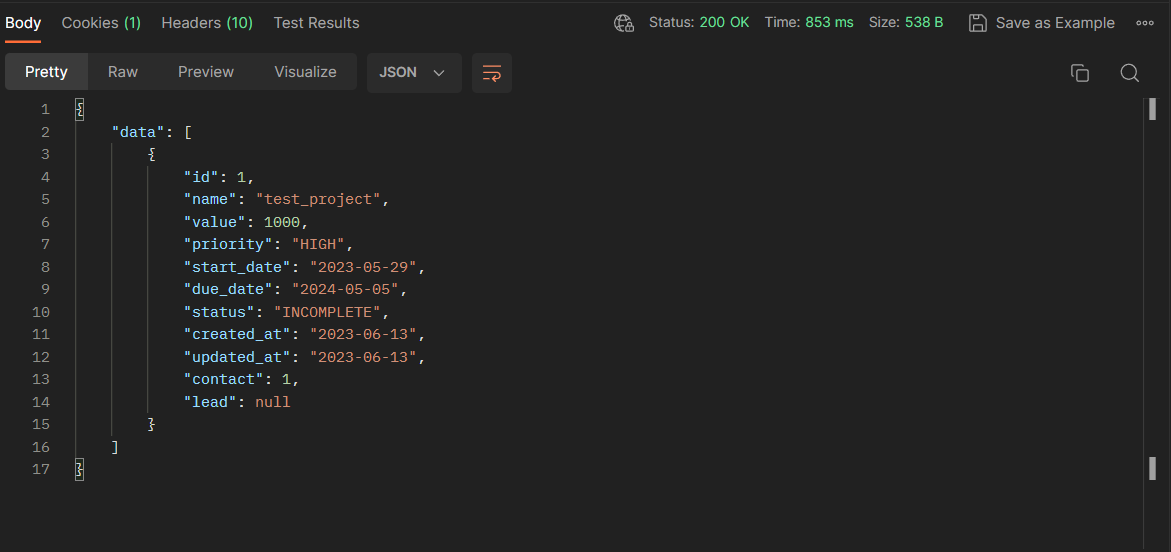 Body Cookies (1) Headers (10) Test Results Status: 200 OK Time: 853 ms Size: 538 B Save as Example
Pretty Raw Preview Visualize JSON
1 {
2 "data": [
3 {
4 "id": 1,
5 "name": "test_project",
6 "value": 1000,
7 "priority": "HIGH",
8 "start_date": "2023-05-29",
9 "due_date": "2024-05-05",
10 "status": "INCOMPLETE",
11 "created_at": "2023-06-13",
12 "updated_at": "2023-06-13",
13 "contact": 1,
14 "lead": null
15 }
16 ]
17 }